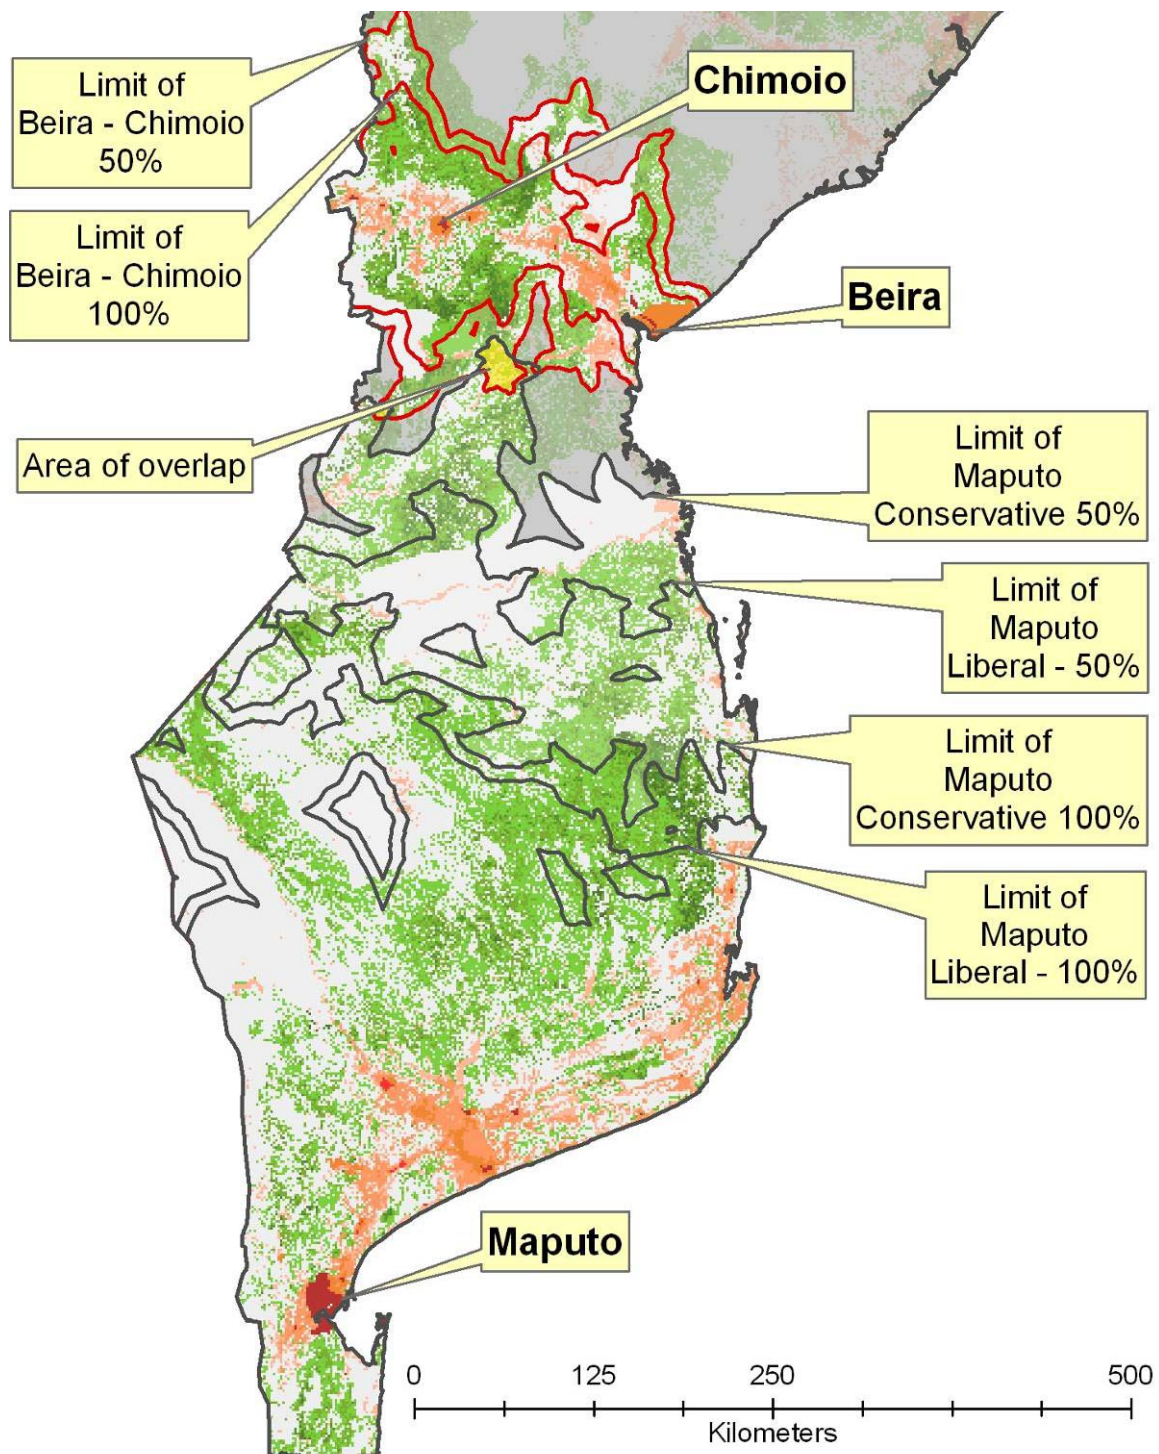 Limit of
Beira - Chimoio
50%
Chimoio
Limit of
Beira - Chimoio
100%
Beira
Area of overlap
Limit of
Maputo
Conservative 50%
Limit of
Maputo
Liberal - 50%
Limit of
Maputo
Conservative 100%
Limit of
Maputo
Liberal - 100%
Maputo
0 125 250 500
Kilometers